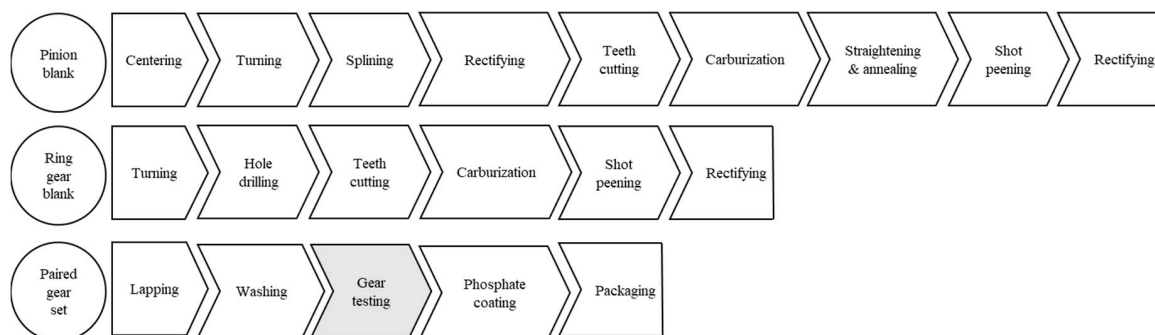 Pinion
blank
Centering
Turning
Splining
Rectifying
Teeth
cutting
Carburization
Straightening
& annealing
Shot
peening
Rectifying
Ring
gear
blank
Turning
Hole
drilling
Teeth
cutting
Carburization
Shot
peening
Rectifying
Paired
gear
set
Lapping
Washing
Gear
testing
Phosphate
coating
Packaging